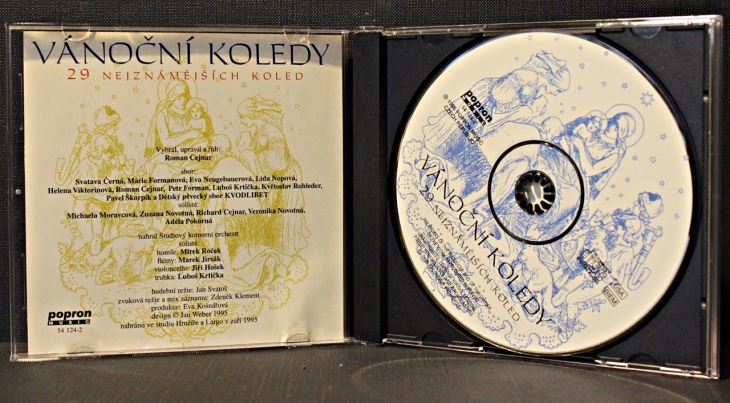 VÁNOČNÍ KOLEDY
29 NEJZNÁMĚJŠÍCH KOLED
Vybral, upravil a řídí:
Roman Cejnar
sbor:
Svatava Černá, Marie Formanová, Eva Neugebauerová, Lída Nopová,
Helena Viktorinová, Roman Cejnar, Petr Forman, Luboš Krtička, Květoslav Rohleder,
Pavel Škorpík a Dětský pěvecký sbor KVODLIBET
sólisté:
Michaela Moravcová, Zuzana Novotná, Richard Cejnar, Veronika Novotná,
Adéla Pokorná
nahrál Studiový komorní orchestr
sólisté:
housle: Mirek Roček
flétny: Marek Jiršák
violoncello: Jiří Hošek
trubka: Luboš Krtička
hudební režie: Jan Svatoš
zvuková režie a mix záznamu: Zdeněk Klement
produkce: Eva Košnářová
design © Jan Weber 1995
nahráno ve studiu Hrnčíře a Largo v září 1995
popron
MUSIC
54 124-2
popron
MUSIC
VÁNOČNÍ KOLEDY
29 NEJZNÁMĚJŠÍCH KOLED